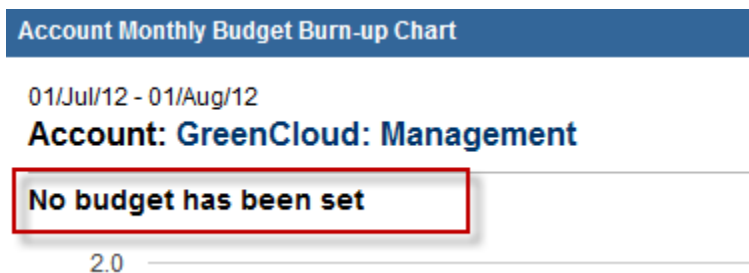 Account Monthly Budget Burn-up Chart
01/Jul/12 - 01/Aug/12
Account: GreenCloud: Management
No budget has been set
2.0